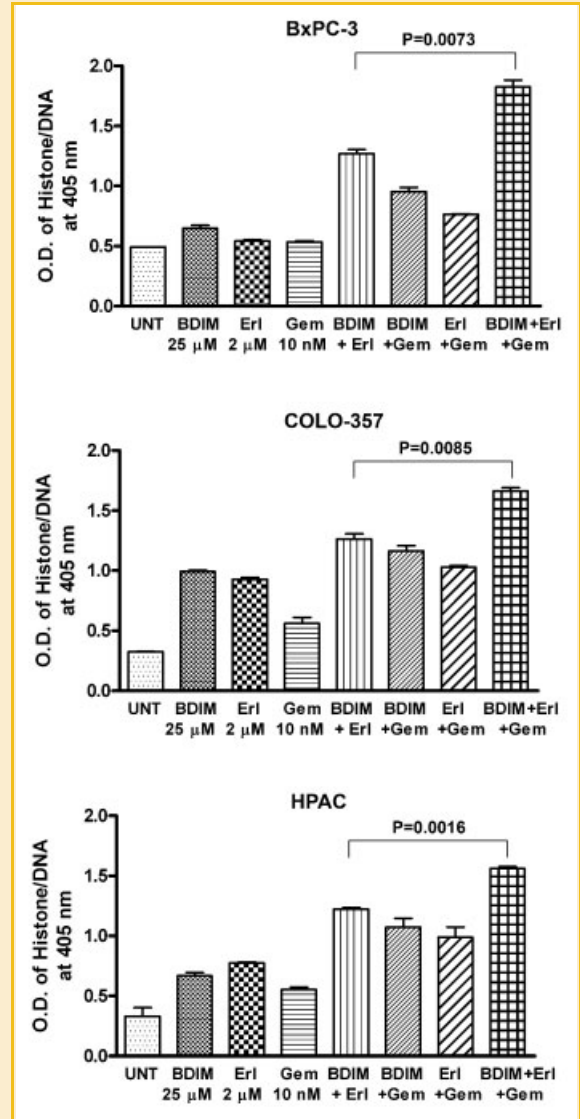 BxPC-3
P=0.0073
O.D. of Histone/DNA
at 405 nm
2.0
1.5
1.0
0.5
0.0
UNT BDIM Erl Gem BDIM BDIM Erl BDIM+Erl
25 μM 2 μM 10 nM + Erl +Gem +Gem +Gem
COLO-357
P=0.0085
O.D. of Histone/DNA
at 405 nm
2.0
1.5
1.0
0.5
0.0
UNT BDIM Erl Gem BDIM BDIM Erl BDIM+Erl
25 μM 2 μM 10 nM + Erl +Gem +Gem +Gem
HPAC
P=0.0016
O.D. of Histone/DNA
at 405 nm
2.0
1.5
1.0
0.5
0.0
UNT BDIM Erl Gem BDIM BDIM Erl BDIM+Erl
25 μM 2 μM 10 nM + Erl +Gem +Gem +Gem